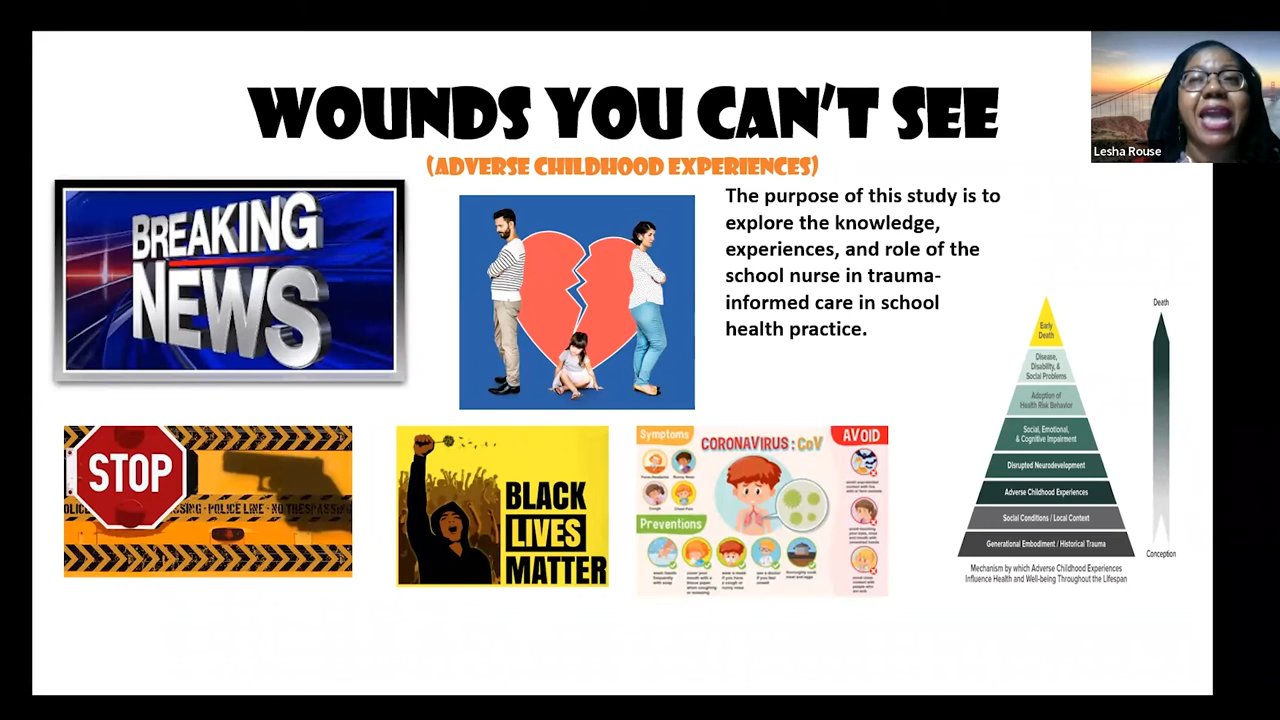 WOUNDS YOU CAN'T SEE
(ADVERSE CHILDHOOD EXPERIENCES)
Lesha Rouse
BREAKING
NEWS
The purpose of this study is to
explore the knowledge,
experiences, and role of the
school nurse in trauma-
informed care in school
health practice.
STOP
POLICE LINE
BLACK
LIVES
MATTER
Symptoms
CORONAVIRUS: CoV
AVOID
Cough
Chest Pain
Preventions
Death
Early
Death
Disease,
Disability, &
Social Problems
Adoption of
Health Risk Behavior
Social, Emotional,
& Cognitive Impairment
Disrupted Neurodevelopment
Adverse Childhood Experiences
Social Conditions / Local Context
Generational Embodiment / Historical Trauma
Conception
Mechanism by which Adverse Childhood Experiences
Influence Health and Well-being Throughout the Lifespan